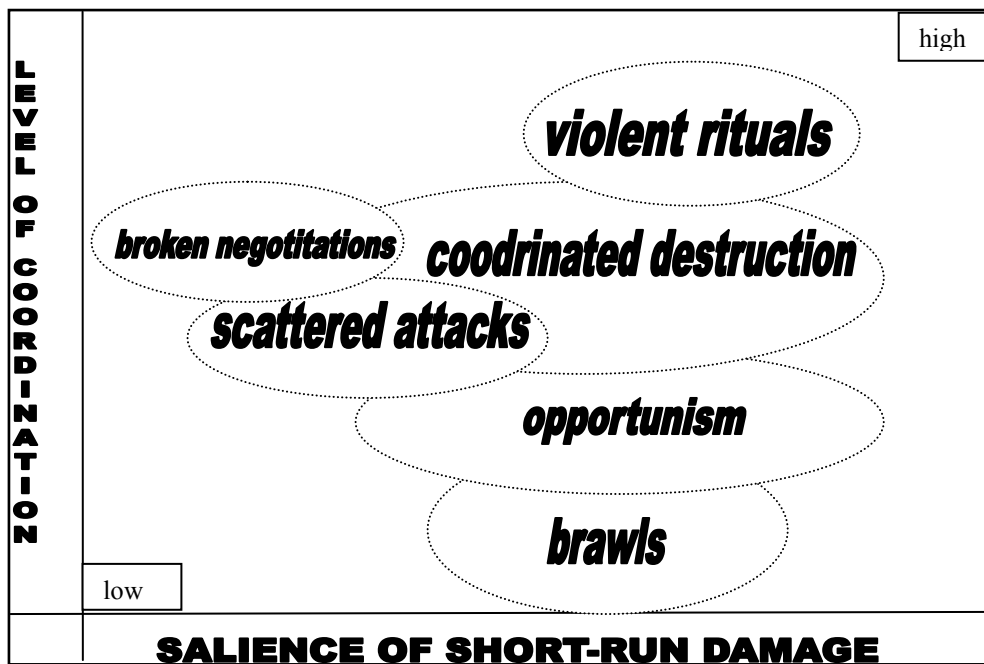 high
LEVEL OF COORDINATION
violent rituals
broken negotitations
coodrinated destruction
scattered attacks
opportunism
brawls
low
SALIENCE OF SHORT-RUN DAMAGE